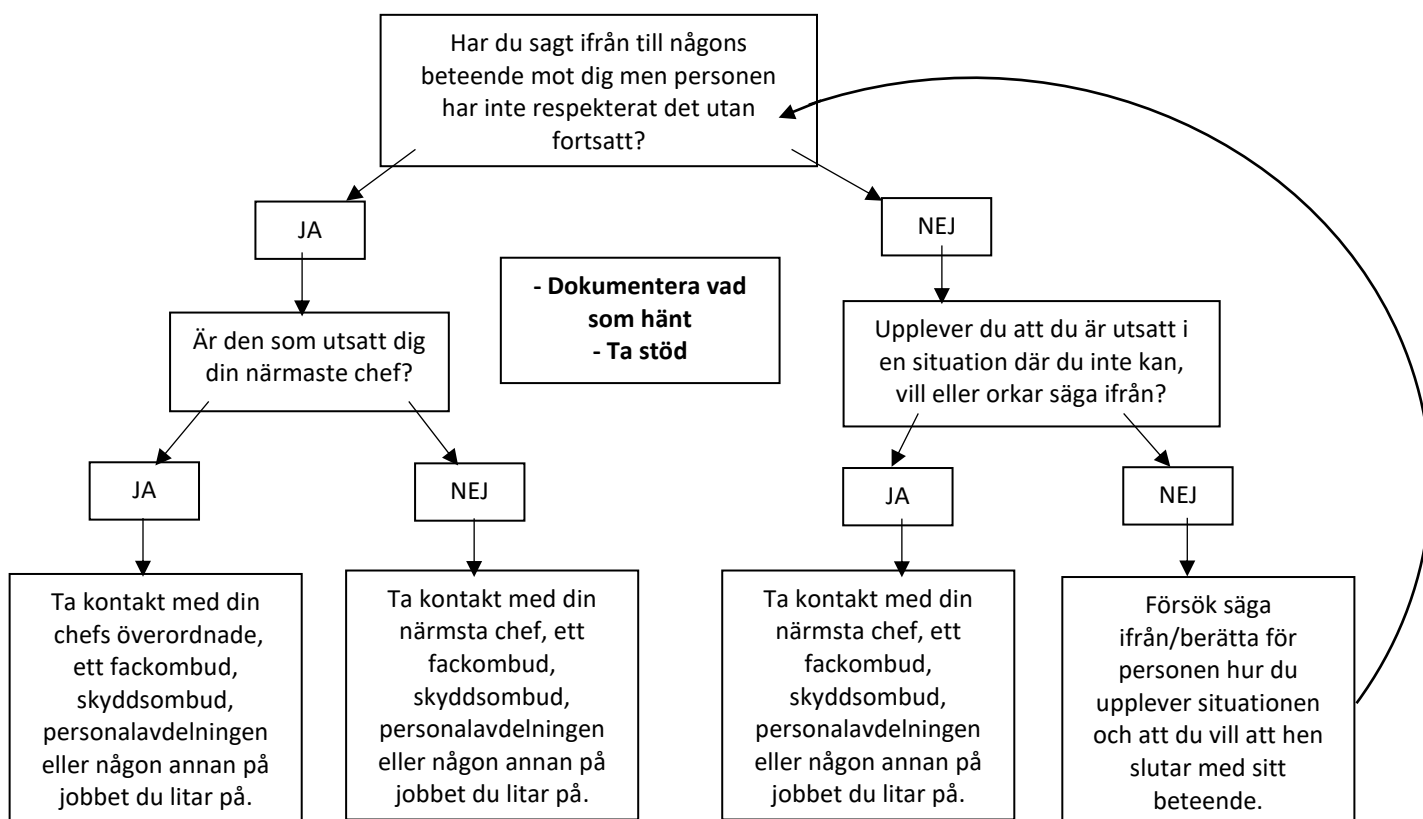 Har du sagt ifrån till någons
beteende mot dig men personen
har inte respekterat det utan
fortsatt?
JA
NEJ
- Dokumentera vad
som hänt
- Ta stöd
Är den som utsatt dig
din närmaste chef?
Upplever du att du är utsatt i
en situation där du inte kan,
vill eller orkar säga ifrån?
JA
NEJ
JA
NEJ
Ta kontakt med din
chefs överordnade,
ett fackombud,
skyddsombud,
personalavdelningen
eller någon annan på
jobbet du litar på.
Ta kontakt med din
närmsta chef, ett
fackombud,
skyddsombud,
personalavdelningen
eller någon annan på
jobbet du litar på.
Ta kontakt med din
närmsta chef, ett
fackombud,
skyddsombud,
personalavdelningen
eller någon annan på
jobbet du litar på.
Försök säga
ifrån/berätta för
personen hur du
upplever situationen
och att du vill att hen
slutar med sitt
beteende.